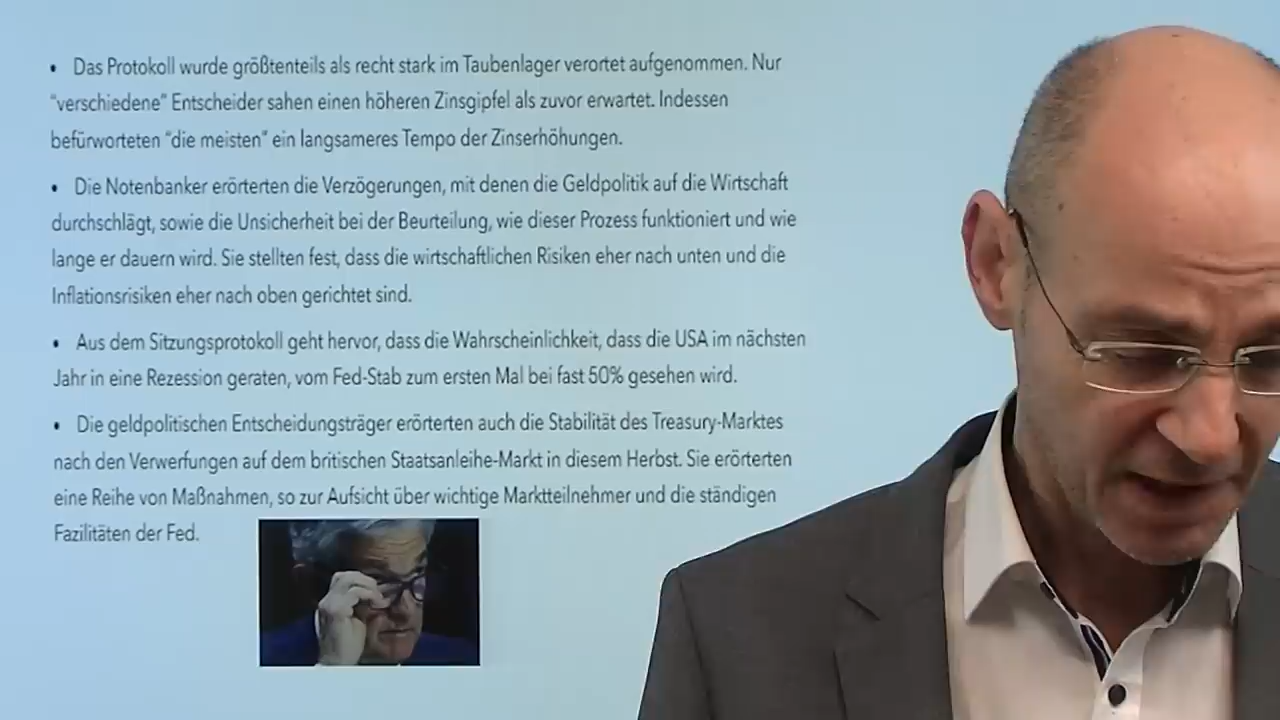 • Das Protokoll wurde größtenteils als recht stark im Taubenlager verortet aufgenommen. Nur
"verschiedene" Entscheider sahen einen höheren Zinsgipfel als zuvor erwartet. Indessen
befürworteten "die meisten" ein langsameres Tempo der Zinserhöhungen.
• Die Notenbanker erörterten die Verzögerungen, mit denen die Geldpolitik auf die Wirtschaft
durchschlägt, sowie die Unsicherheit bei der Beurteilung, wie dieser Prozess funktioniert und wie
lange er dauern wird. Sie stellten fest, dass die wirtschaftlichen Risiken eher nach unten und die
Inflationsrisiken eher nach oben gerichtet sind.
• Aus dem Sitzungsprotokoll geht hervor, dass die Wahrscheinlichkeit, dass die USA im nächsten
Jahr in eine Rezession geraten, vom Fed-Stab zum ersten Mal bei fast 50% gesehen wird.
• Die geldpolitischen Entscheidungsträger erörterten auch die Stabilität des Treasury-Marktes
nach den Verwerfungen auf dem britischen Staatsanleihe-Markt in diesem Herbst. Sie erörterten
eine Reihe von Maßnahmen, so zur Aufsicht über wichtige Marktteilnehmer und die ständigen
Fazilitäten der Fed.